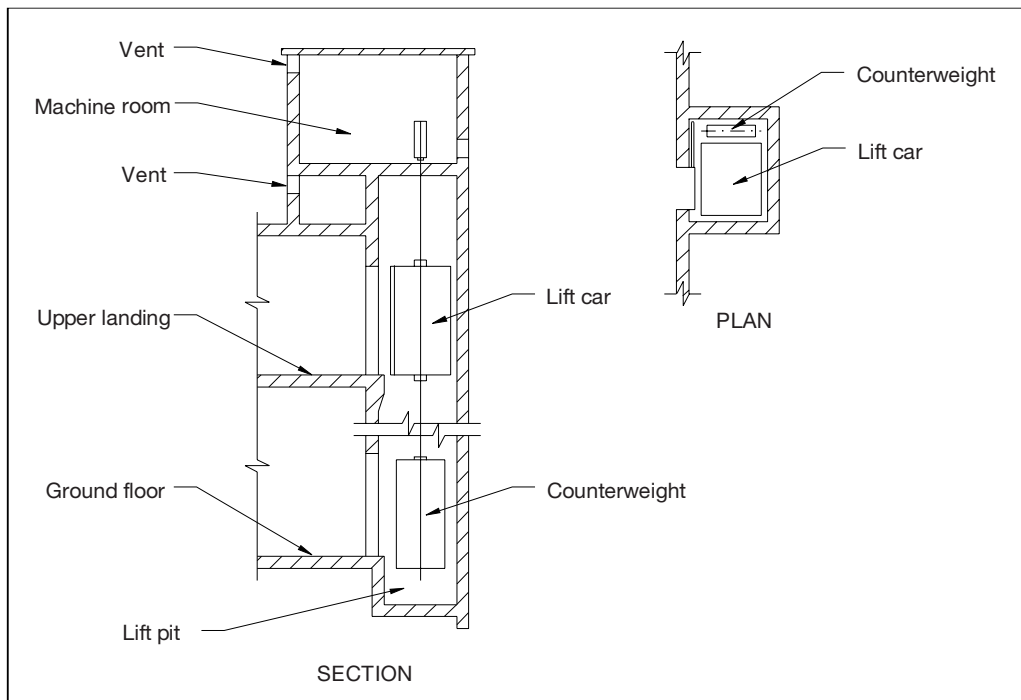 Vent
Machine room
Vent
Upper landing
Ground floor
Lift pit
Lift car
Counterweight
SECTION
Counterweight
Lift car
PLAN